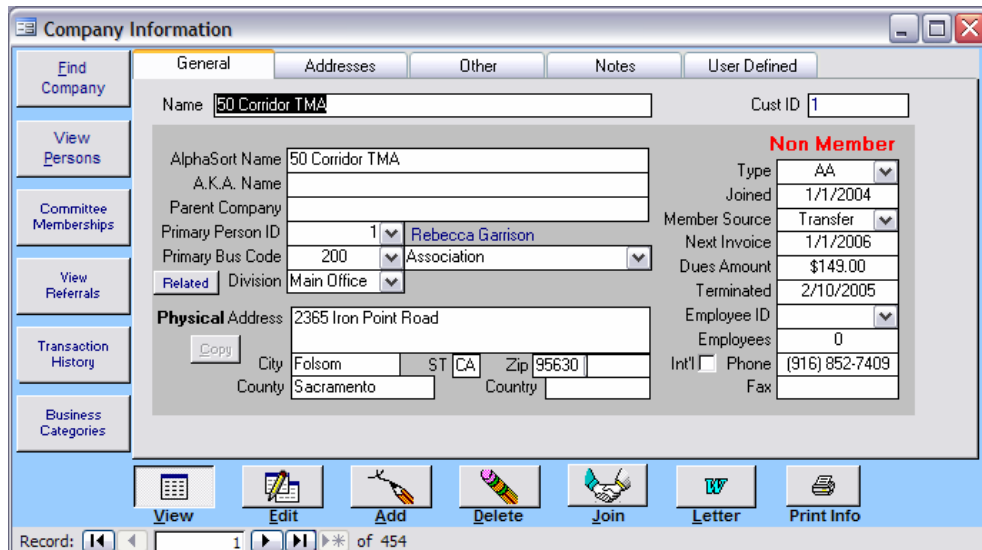 Company Information
Find Company
View Persons
Committee Memberships
View Referrals
Transaction History
Business Categories
General Addresses Other Notes User Defined
Name 50 Corridor TMA Cust ID 1
Non Member
AlphaSort Name 50 Corridor TMA
A.K.A. Name
Parent Company
Primary Person ID 1 Rebecca Garrison
Primary Bus Code 200 Association
Related Division Main Office
Physical Address 2365 Iron Point Road
Copy
City Folsom ST CA Zip 95630
County Sacramento Country
Type AA
Joined 1/1/2004
Member Source Transfer
Next Invoice 1/1/2006
Dues Amount $149.00
Terminated 2/10/2005
Employee ID
Employees 0
Int'l Phone (916) 852-7409
Fax
View Edit Add Delete Join Letter Print Info
Record: 1 of 454